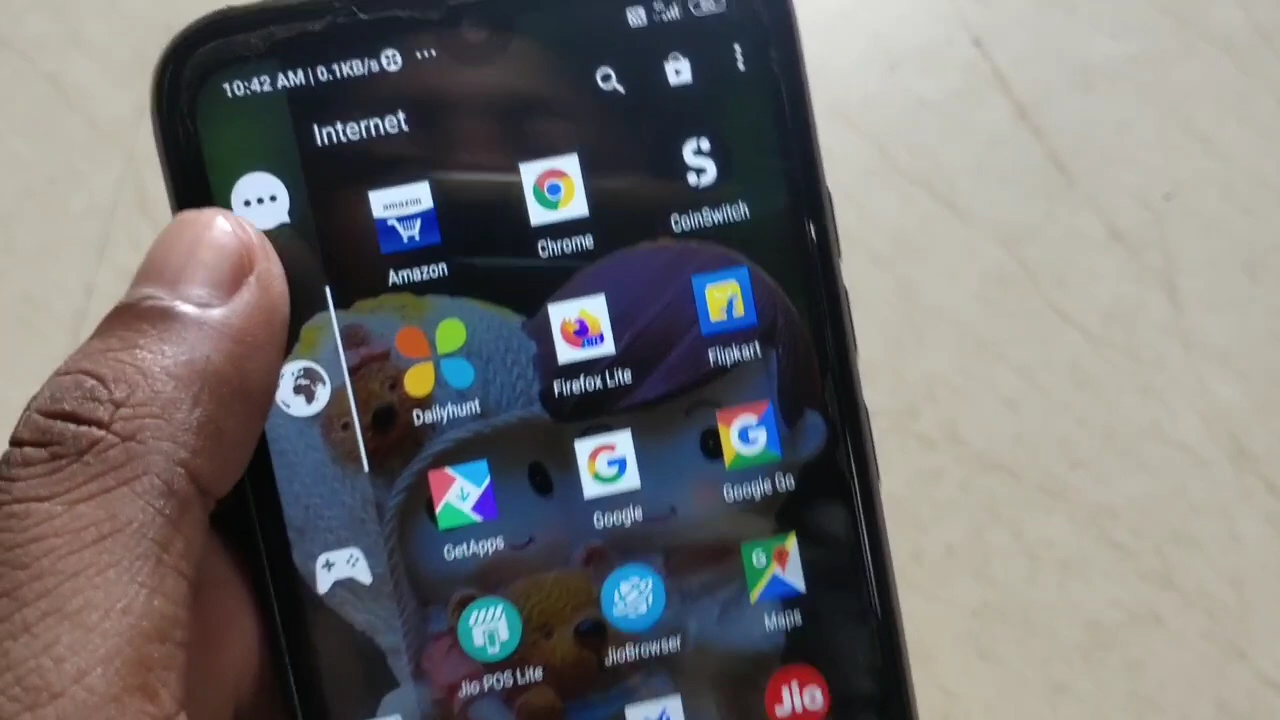 10:42 AM | 0.1KB/s ...
Internet
amazon
Amazon
Chrome
S
CoinSwitch
Dailyhunt
Firefox Lite
Flipkart
GetApps
G
Google
G
Google Go
Jio POS Lite
JioBrowser
G
Maps
Jio